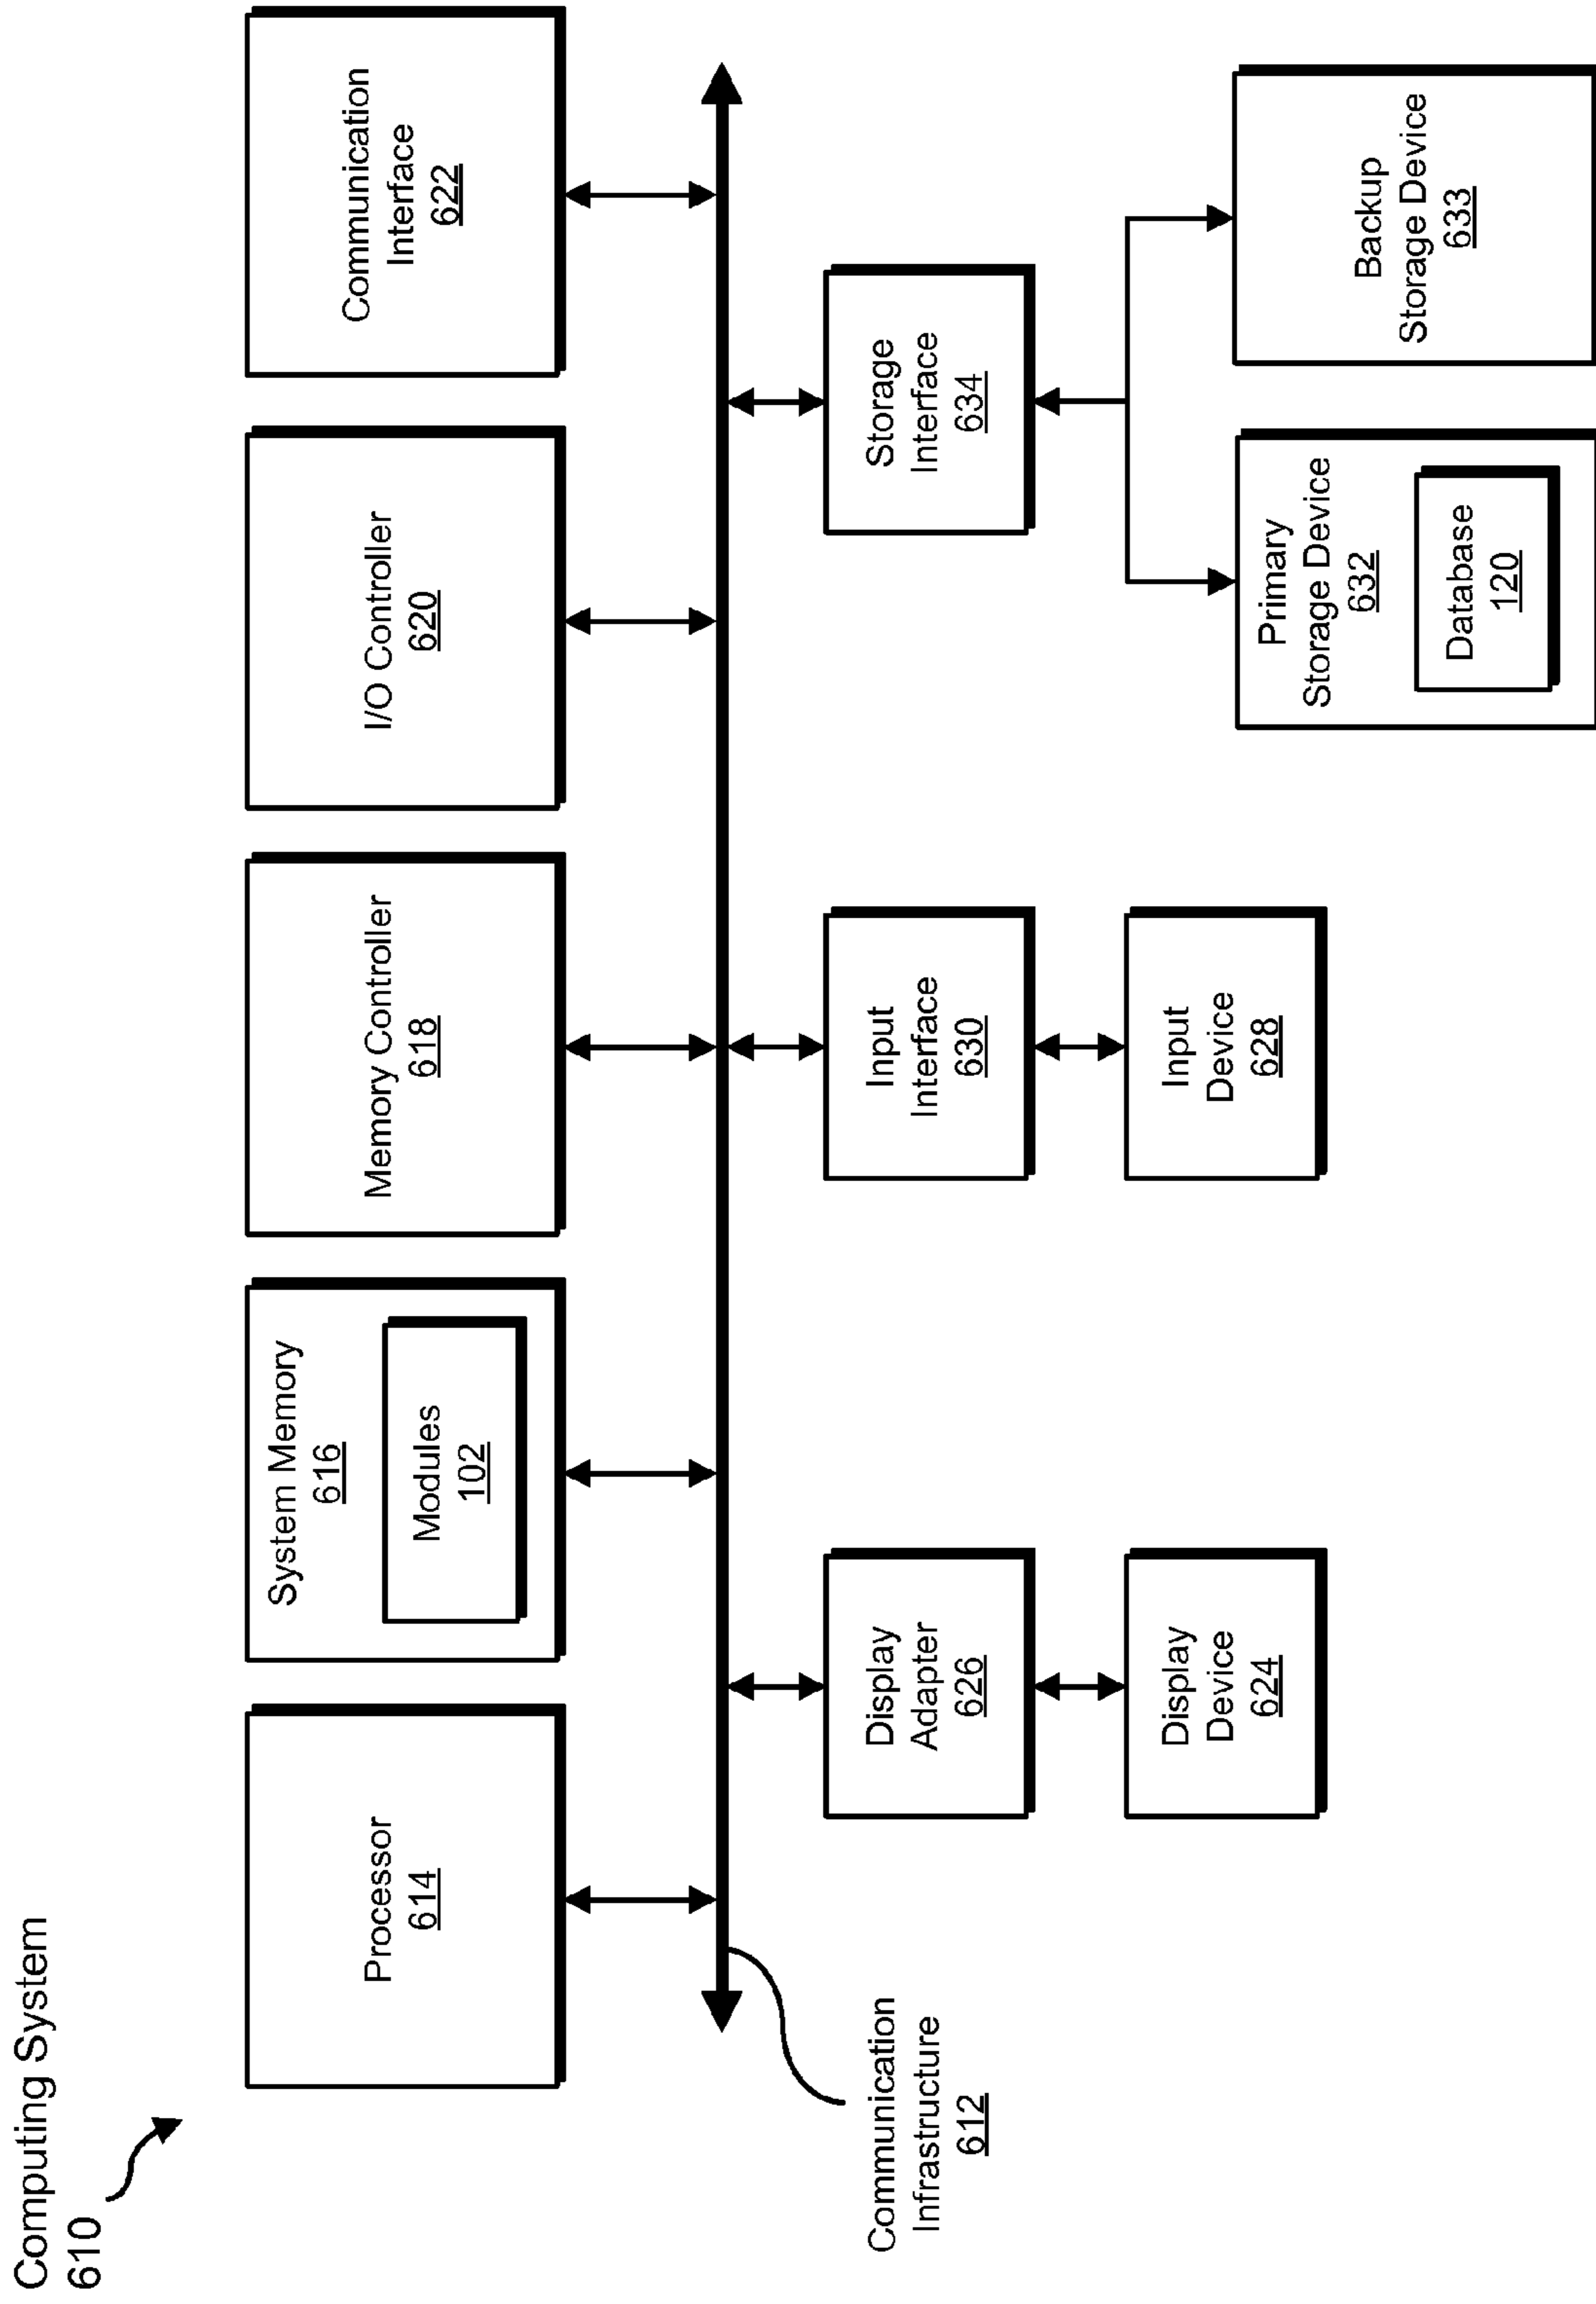 Computing System
610
Processor
614
System Memory
616
Modules
102
Memory Controller
618
I/O Controller
620
Communication
Interface
622
Communication
Infrastructure
612
Display
Adapter
626
Input
Interface
630
Storage
Interface
634
Display
Device
624
Input
Device
628
Primary
Storage Device
632
Database
120
Backup
Storage Device
633